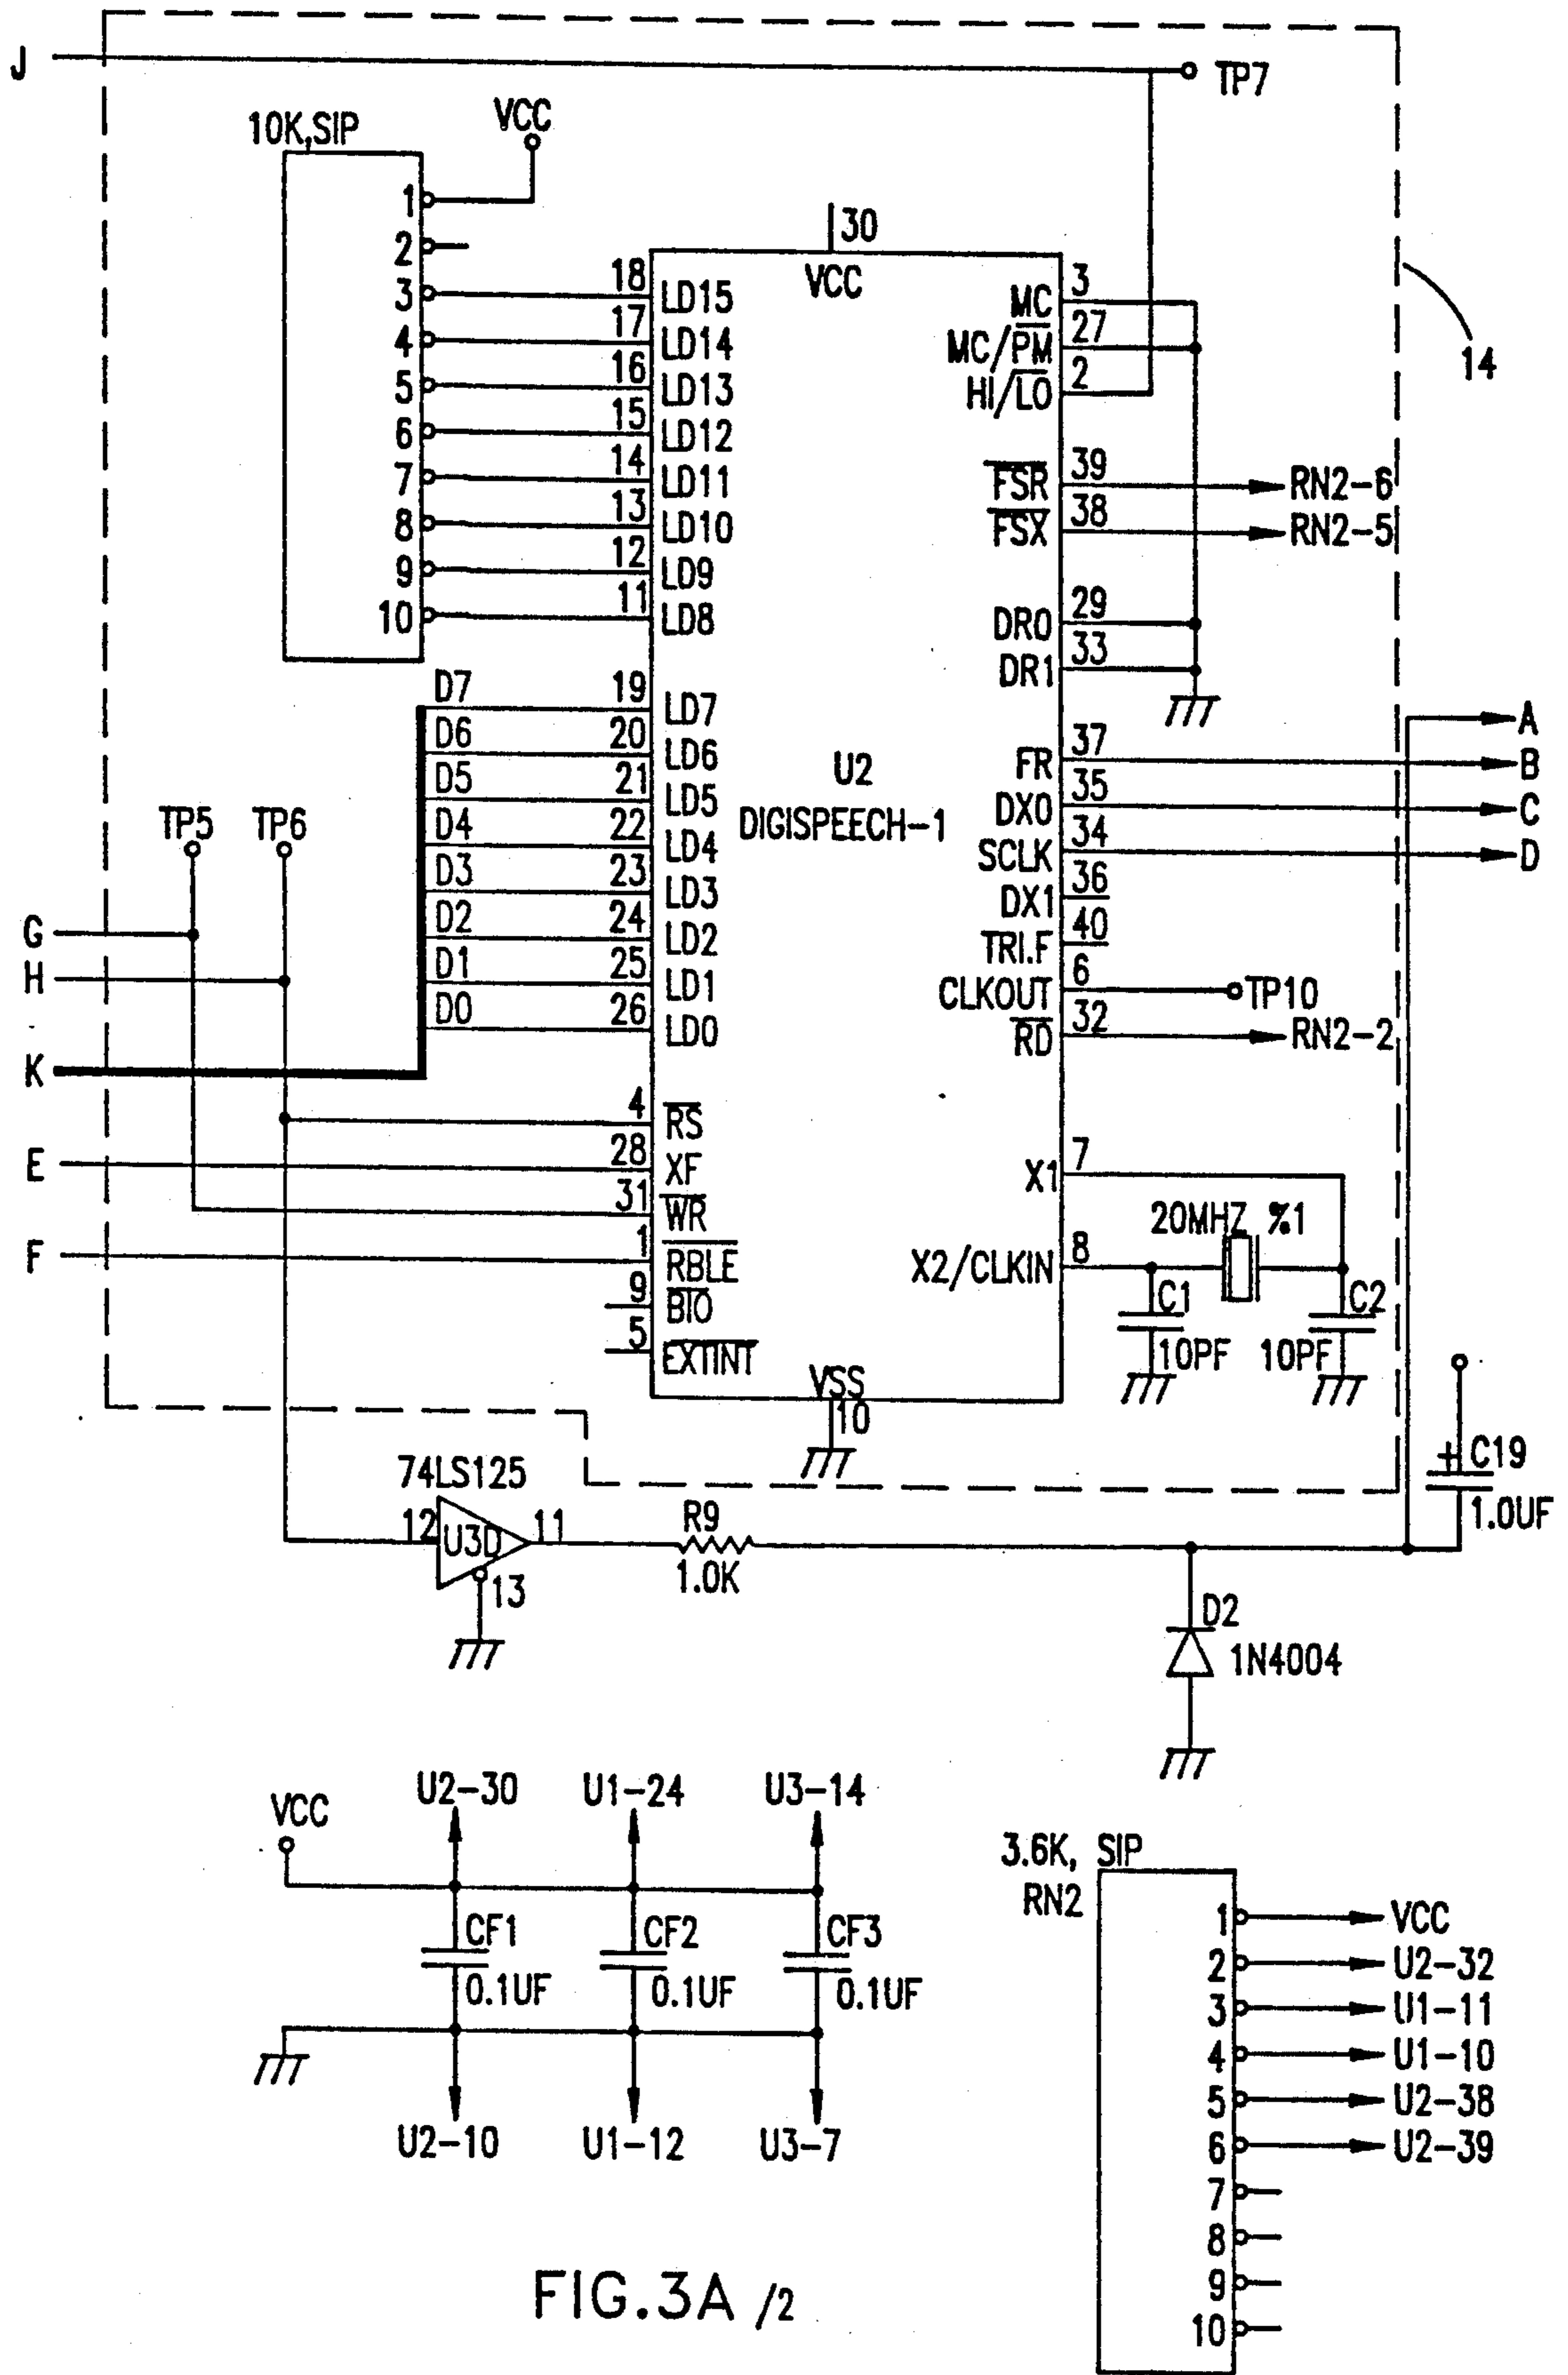 J
TP7
10K,SIP
VCC
1
2
3
4
5
6
7
8
9
10
30
VCC
18 LD15
17 LD14
16 LD13
15 LD12
14 LD11
13 LD10
12 LD9
11 LD8
D7 19 LD7
D6 20 LD6
D5 21 LD5
D4 22 LD4
D3 23 LD3
D2 24 LD2
D1 25 LD1
D0 26 LD0
TP5
TP6
G
H
K
E
F
4 RS
28 XF
31 WR
1 RBLE
9 BIO
5 EXTINT
U2
DIGISPEECH-1
MC 3
MC/PM 27
HI/LO 2
FSR 39 RN2-6
FSX 38 RN2-5
DR0 29
DR1 33
FR 37
DX0 35
SCLK 34
DX1 36
TRI.F 40
CLKOUT 6 TP10
RD 32 RN2-2
X1 7
X2/CLKIN 8
20MHZ %1
C1
10PF
C2
10PF
VSS
10
14
A
B
C
D
+ C19
1.0UF
74LS125
12 U3D 11
13
R9
1.0K
D2
1N4004
VCC
U2-30
U1-24
U3-14
CF1
0.1UF
CF2
0.1UF
CF3
0.1UF
U2-10
U1-12
U3-7
3.6K, SIP
RN2
1 VCC
2 U2-32
3 U1-11
4 U1-10
5 U2-38
6 U2-39
7
8
9
10
FIG.3A /2